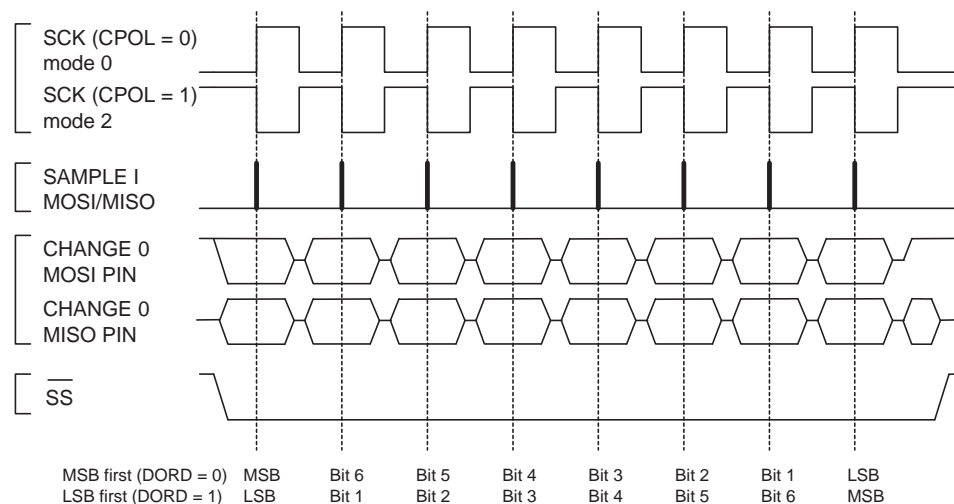 SCK (CPOL = 0)
mode 0
SCK (CPOL = 1)
mode 2
SAMPLE I
MOSI/MISO
CHANGE 0
MOSI PIN
CHANGE 0
MISO PIN
SS
MSB first (DORD = 0) MSB Bit 6 Bit 5 Bit 4 Bit 3 Bit 2 Bit 1 LSB
LSB first (DORD = 1) LSB Bit 1 Bit 2 Bit 3 Bit 4 Bit 5 Bit 6 MSB